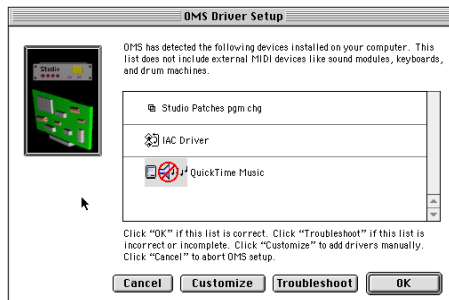 OMS Driver Setup
OMS has detected the following devices installed on your computer. This
list does not include external MIDI devices like sound modules, keyboards,
and drum machines.
Studio
Studio Patches pgm chg
IAC Driver
QuickTime Music
Click “OK” if this list is correct. Click “Troubleshoot” if this list is
incorrect or incomplete. Click “Customize” to add drivers manually.
Click “Cancel” to abort OMS setup.
Cancel
Customize
Troubleshoot
OK